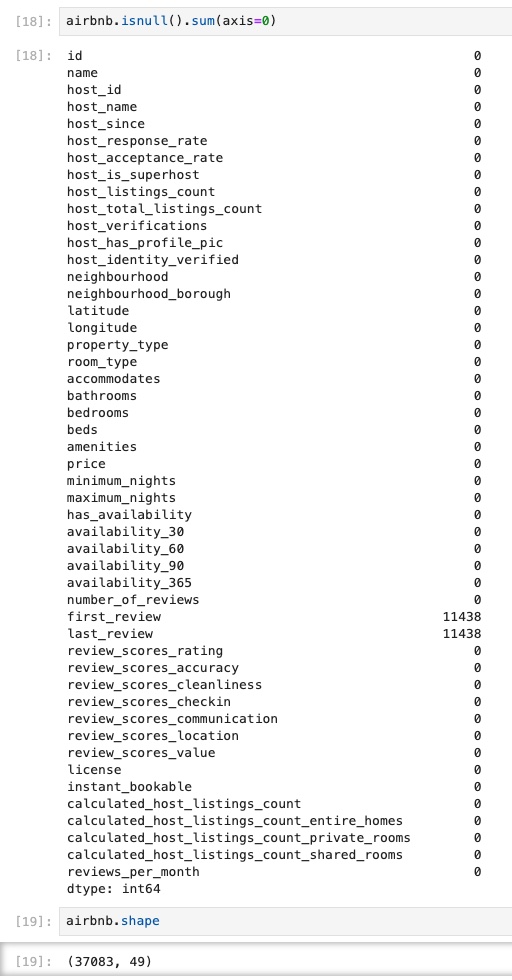 [18]: airbnb.isnull().sum(axis=0)
[18]: id 0
name 0
host_id 0
host_name 0
host_since 0
host_response_rate 0
host_acceptance_rate 0
host_is_superhost 0
host_listings_count 0
host_total_listings_count 0
host_verifications 0
host_has_profile_pic 0
host_identity_verified 0
neighbourhood 0
neighbourhood_borough 0
latitude 0
longitude 0
property_type 0
room_type 0
accommodates 0
bathrooms 0
bedrooms 0
beds 0
amenities 0
price 0
minimum_nights 0
maximum_nights 0
has_availability 0
availability_30 0
availability_60 0
availability_90 0
availability_365 0
number_of_reviews 0
first_review 11438
last_review 11438
review_scores_rating 0
review_scores_accuracy 0
review_scores_cleanliness 0
review_scores_checkin 0
review_scores_communication 0
review_scores_location 0
review_scores_value 0
license 0
instant_bookable 0
calculated_host_listings_count 0
calculated_host_listings_count_entire_homes 0
calculated_host_listings_count_private_rooms 0
calculated_host_listings_count_shared_rooms 0
reviews_per_month 0
dtype: int64
[19]: airbnb.shape
[19]: (37083, 49)